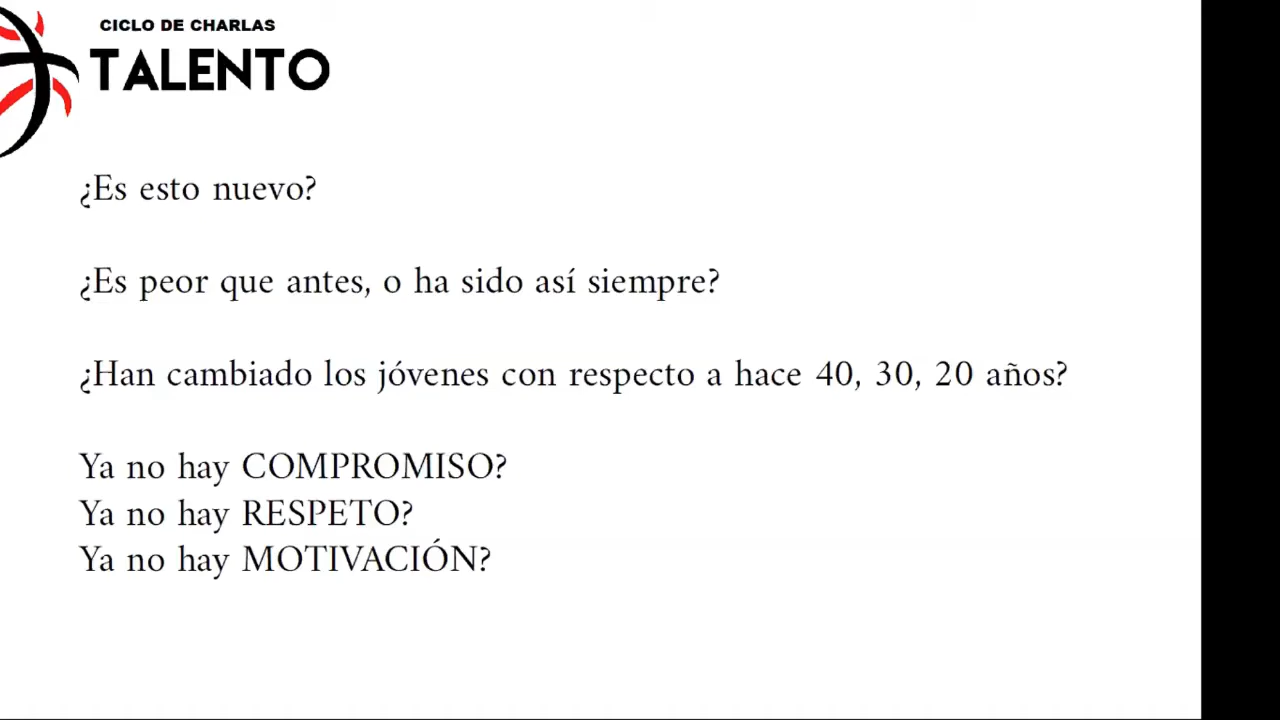 CICLO DE CHARLAS
TALENTO
¿Es esto nuevo?
¿Es peor que antes, o ha sido así siempre?
¿Han cambiado los jóvenes con respecto a hace 40, 30, 20 años?
Ya no hay COMPROMISO?
Ya no hay RESPETO?
Ya no hay MOTIVACIÓN?